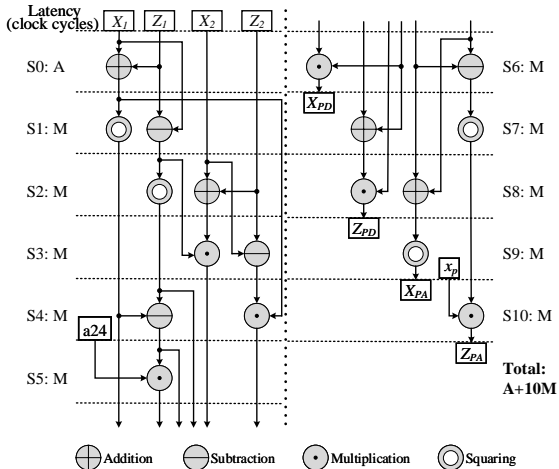 Latency
(clock cycles)
X1 Z1 X2 Z2
S0: A
S1: M
S2: M
S3: M
S4: M
a24
S5: M
S6: M
XPD
S7: M
S8: M
ZPD
S9: M
xp
XPA
S10: M
ZPA
Total:
A+10M
Addition Subtraction Multiplication Squaring